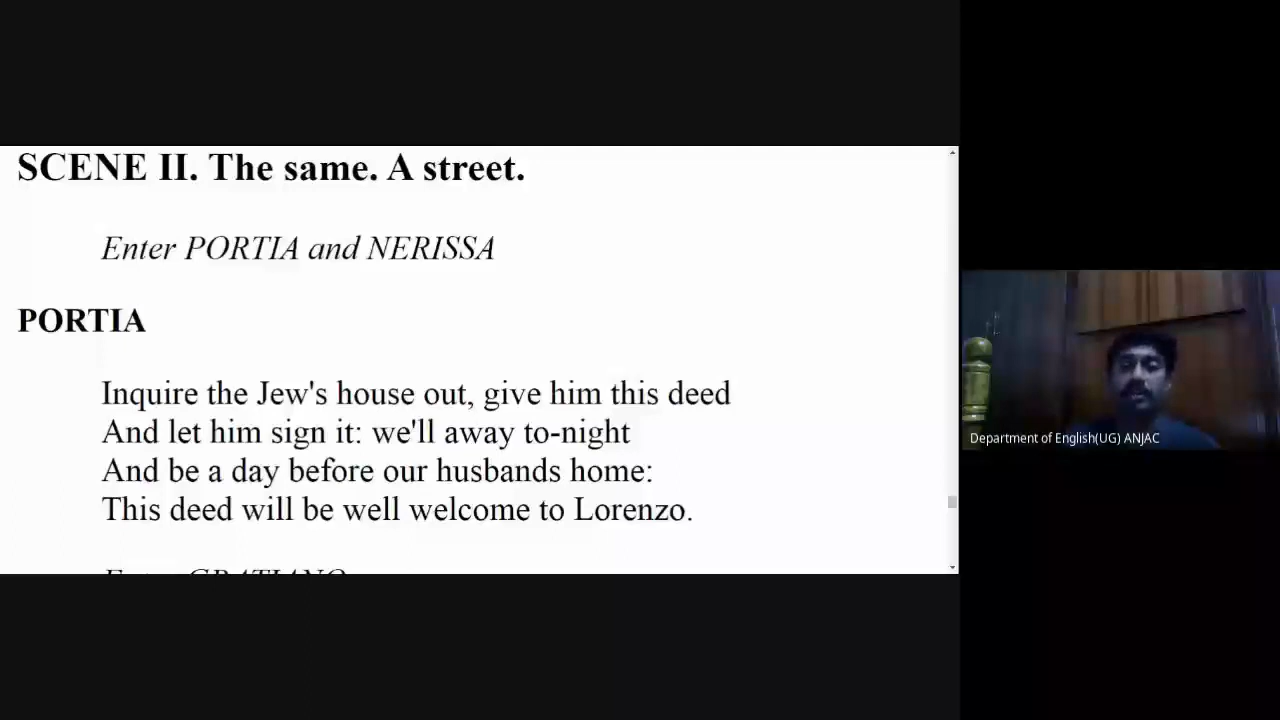 SCENE II. The same. A street.
Enter PORTIA and NERISSA
PORTIA
Inquire the Jew's house out, give him this deed
And let him sign it: we'll away to-night
And be a day before our husbands home:
This deed will be well welcome to Lorenzo.
Enter GRATIANO
Department of English(UG) ANJAC